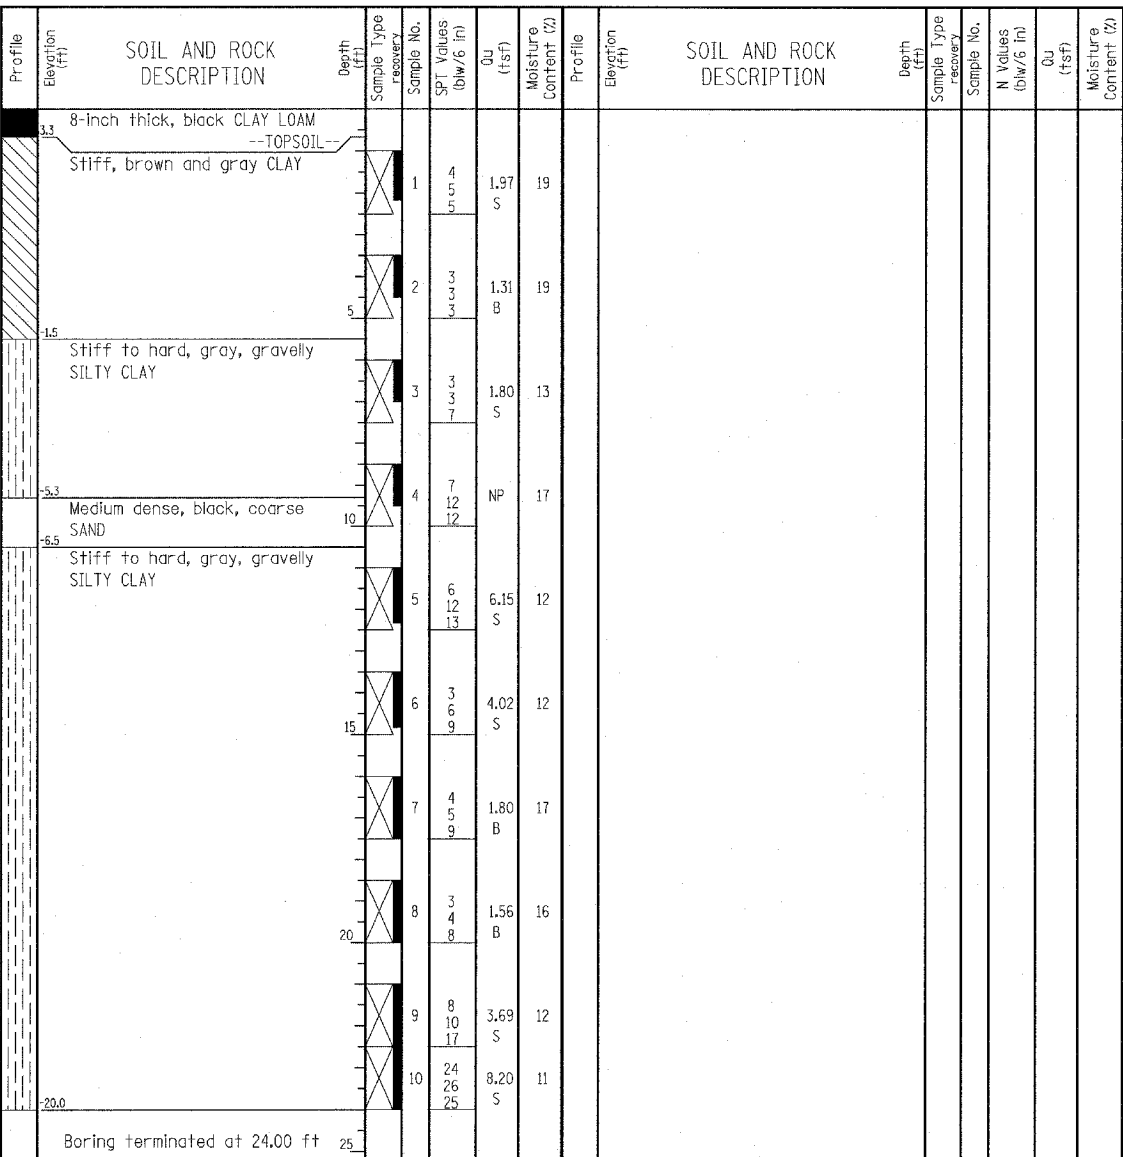 Profile
Elevation
(ft)
SOIL AND ROCK
DESCRIPTION
Depth
(ft)
Sample Type
recovery
Sample No.
SPT Values
(blw/6 in)
Qu
(tsf)
Moisture
Content (%)
Profile
Elevation
(ft)
SOIL AND ROCK
DESCRIPTION
Depth
(ft)
Sample Type
recovery
Sample No.
N Values
(blw/6 in)
Qu
(tsf)
Moisture
Content (%)
8-inch thick, black CLAY LOAM
3.3
--TOPSOIL--
Stiff, brown and gray CLAY
1
4
5
5
1.97
S
19
2
3
3
3
1.31
B
19
5
-1.5
Stiff to hard, gray, gravelly
SILTY CLAY
3
3
3
7
1.80
S
13
-5.3
4
7
12
12
NP
17
Medium dense, black, coarse
SAND
10
-6.5
Stiff to hard, gray, gravelly
SILTY CLAY
5
6
12
13
6.15
S
12
6
3
6
9
4.02
S
12
15
7
4
5
9
1.80
B
17
8
3
4
8
1.56
B
16
20
9
8
10
17
3.69
S
12
10
24
26
25
8.20
S
11
-20.0
Boring terminated at 24.00 ft
25